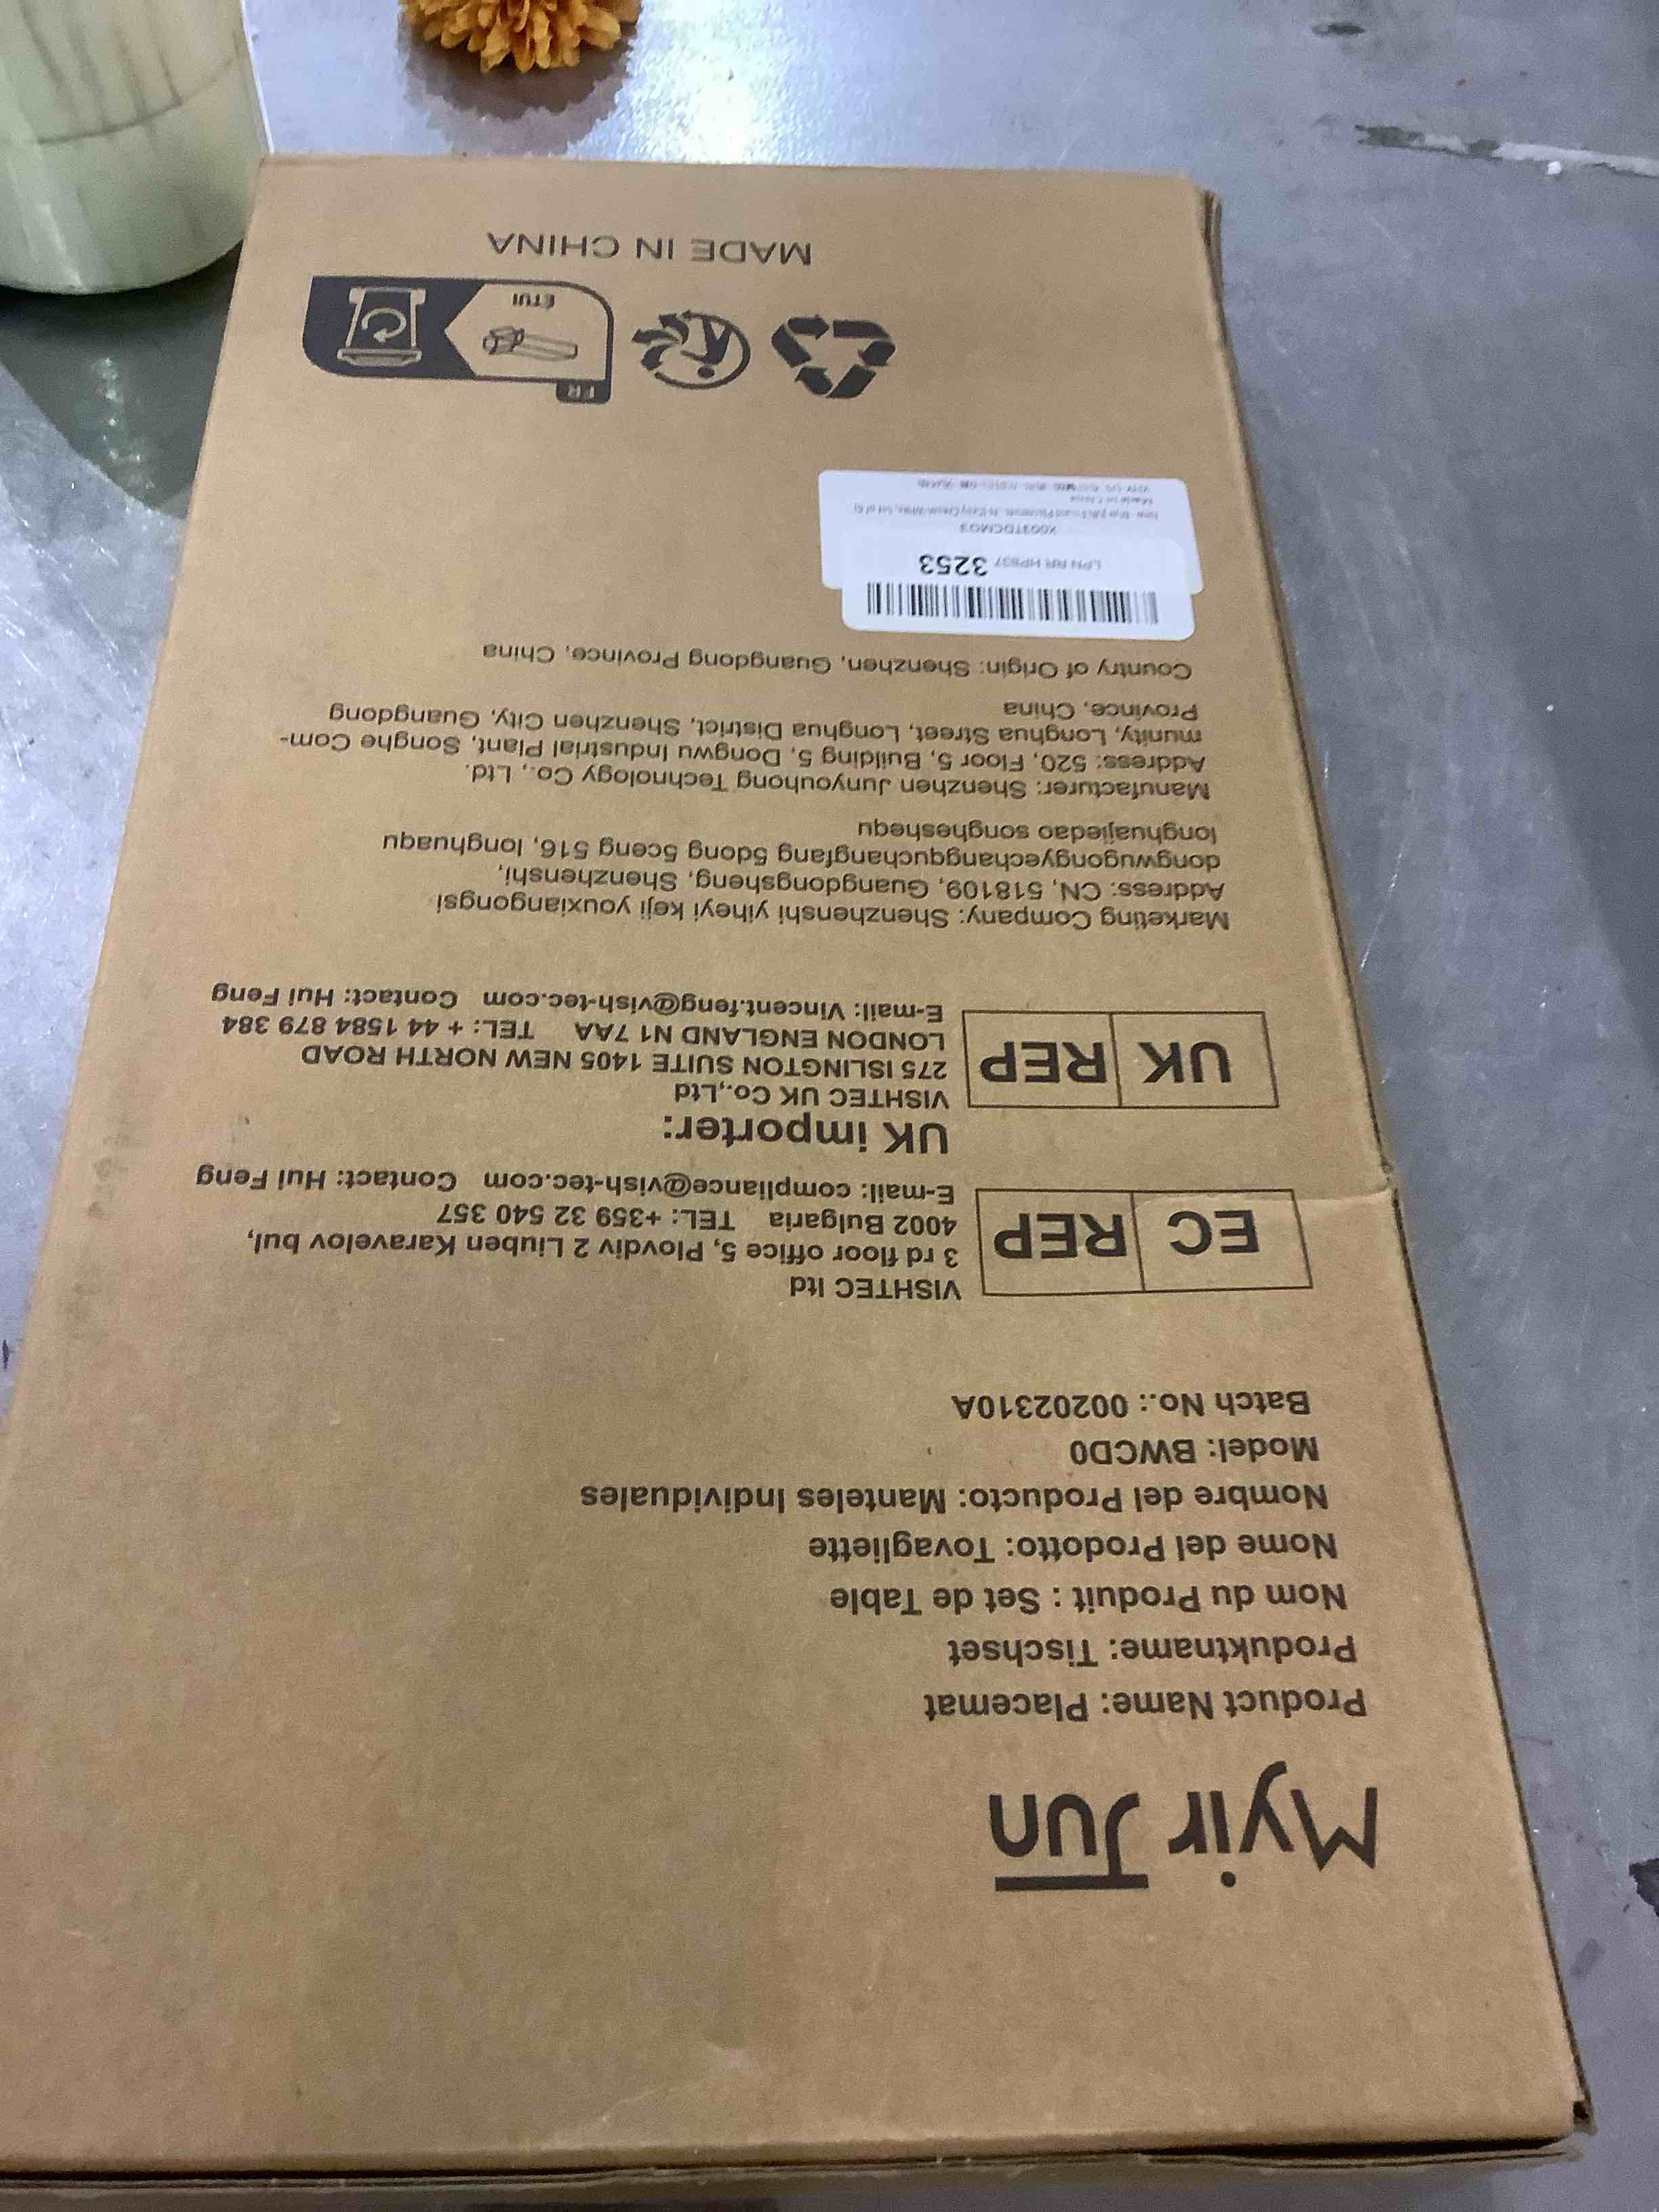 Myir Jun
Product Name: Placemat
Produktname: Tischset
Nom du Produit : Set de Table
Nome del Prodotto: Tovagliette
Nombre del Producto: Manteles Individuales
Model: BWCD0
Batch No.: 00202310A
EC REP
VISHTEC ltd
3 rd floor office 5, Plovdiv 2 Liuben Karavelov bul,
4002 Bulgaria TEL: +359 32 540 357
E-mail: compliance@vish-tec.com Contact: Hui Feng
UK REP
UK importer:
VISHTEC UK Co.,Ltd
275 ISLINGTON SUITE 1405 NEW NORTH ROAD
LONDON ENGLAND N1 7AA TEL: + 44 1584 879 384
E-mail: Vincent.feng@vish-tec.com Contact: Hui Feng
Marketing Company: Shenzhenshi yiheyi keji youxiangongsi
Address: CN, 518109, Guangdongsheng, Shenzhenshi,
dongwugongyechangquchangfang 5dong 5ceng 516, longhuaqu
longhuajiedao songheshequ
Manufacturer: Shenzhen Junyouhong Technology Co., Ltd.
Address: 520, Floor 5, Building 5, Dongwu Industrial Plant, Songhe Com-
munity, Longhua Street, Longhua District, Shenzhen City, Guangdong
Province, China
Country of Origin: Shenzhen, Guangdong Province, China
LPN RR HP837 3253
X003TDCMO3
Made in China
FR
ÉTUI
MADE IN CHINA